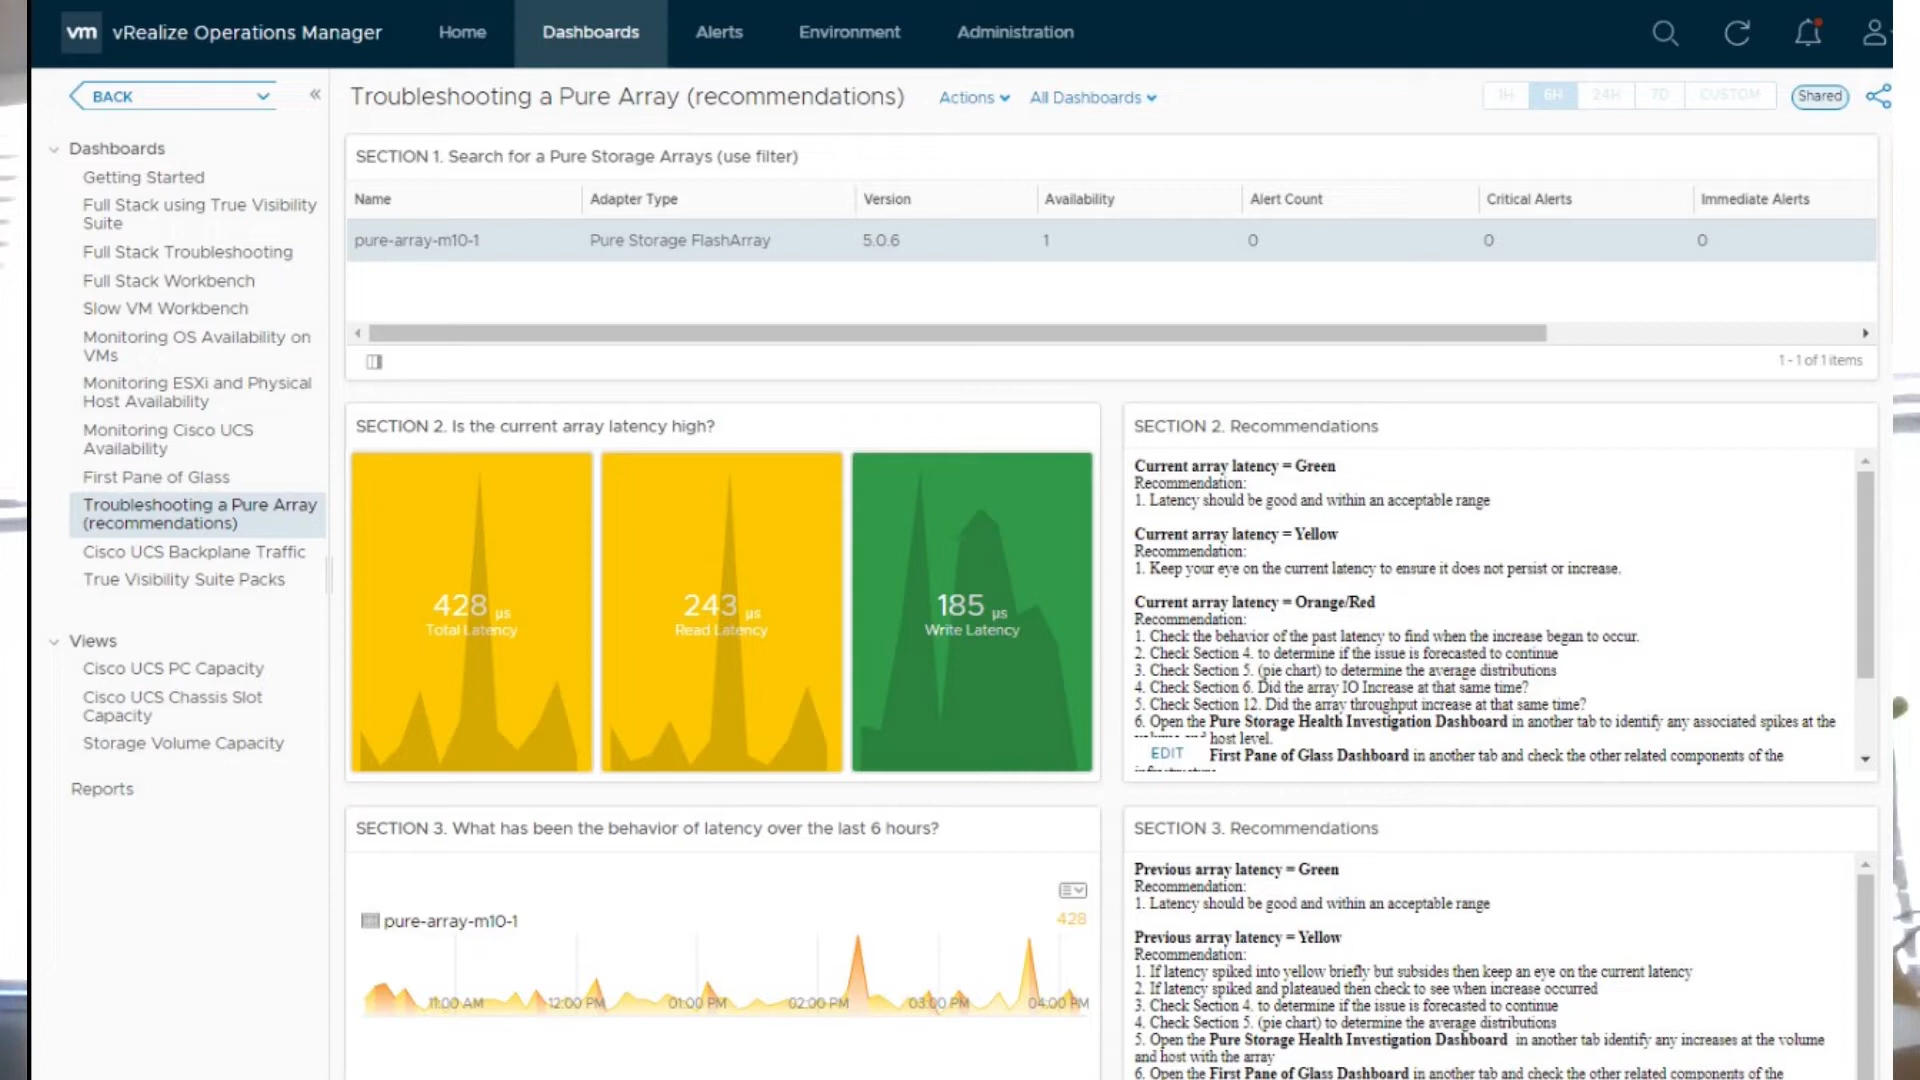 vm vRealize Operations Manager Home Dashboards Alerts Environment Administration
BACK
Dashboards
Getting Started
Full Stack using True Visibility
Suite
Full Stack Troubleshooting
Full Stack Workbench
Slow VM Workbench
Monitoring OS Availability on
VMs
Monitoring ESXi and Physical
Host Availability
Monitoring Cisco UCS
Availability
First Pane of Glass
Troubleshooting a Pure Array
(recommendations)
Cisco UCS Backplane Traffic
True Visibility Suite Packs
Views
Cisco UCS PC Capacity
Cisco UCS Chassis Slot
Capacity
Storage Volume Capacity
Reports
Troubleshooting a Pure Array (recommendations) Actions All Dashboards 1H 6H 24H 7D CUSTOM Shared
SECTION 1. Search for a Pure Storage Arrays (use filter)
Name Adapter Type Version Availability Alert Count Critical Alerts Immediate Alerts
pure-array-m10-1 Pure Storage FlashArray 5.0.6 1 0 0 0
1 - 1 of 1 items
SECTION 2. Is the current array latency high?
428 µs
Total Latency
243 µs
Read Latency
185 µs
Write Latency
SECTION 2. Recommendations
Current array latency = Green
Recommendation:
1. Latency should be good and within an acceptable range
Current array latency = Yellow
Recommendation:
1. Keep your eye on the current latency to ensure it does not persist or increase.
Current array latency = Orange/Red
Recommendation:
1. Check the behavior of the past latency to find when the increase began to occur.
2. Check Section 4. to determine if the issue is forecasted to continue
3. Check Section 5. (pie chart) to determine the average distributions
4. Check Section 6. Did the array IO Increase at that same time?
5. Check Section 12. Did the array throughput increase at that same time?
6. Open the Pure Storage Health Investigation Dashboard in another tab to identify any associated spikes at the
host level.
EDIT First Pane of Glass Dashboard in another tab and check the other related components of the
SECTION 3. What has been the behavior of latency over the last 6 hours?
pure-array-m10-1 428
11:00 AM 12:00 PM 01:00 PM 02:00 PM 03:00 PM 04:00 PM
SECTION 3. Recommendations
Previous array latency = Green
Recommendation:
1. Latency should be good and within an acceptable range
Previous array latency = Yellow
Recommendation:
1. If latency spiked into yellow briefly but subsides then keep an eye on the current latency
2. If latency spiked and plateaued then check to see when increase occurred
3. Check Section 4. to determine if the issue is forecasted to continue
4. Check Section 5. (pie chart) to determine the average distributions
5. Open the Pure Storage Health Investigation Dashboard in another tab identify any increases at the volume
and host with the array
6. Open the First Pane of Glass Dashboard in another tab and check the other related components of the